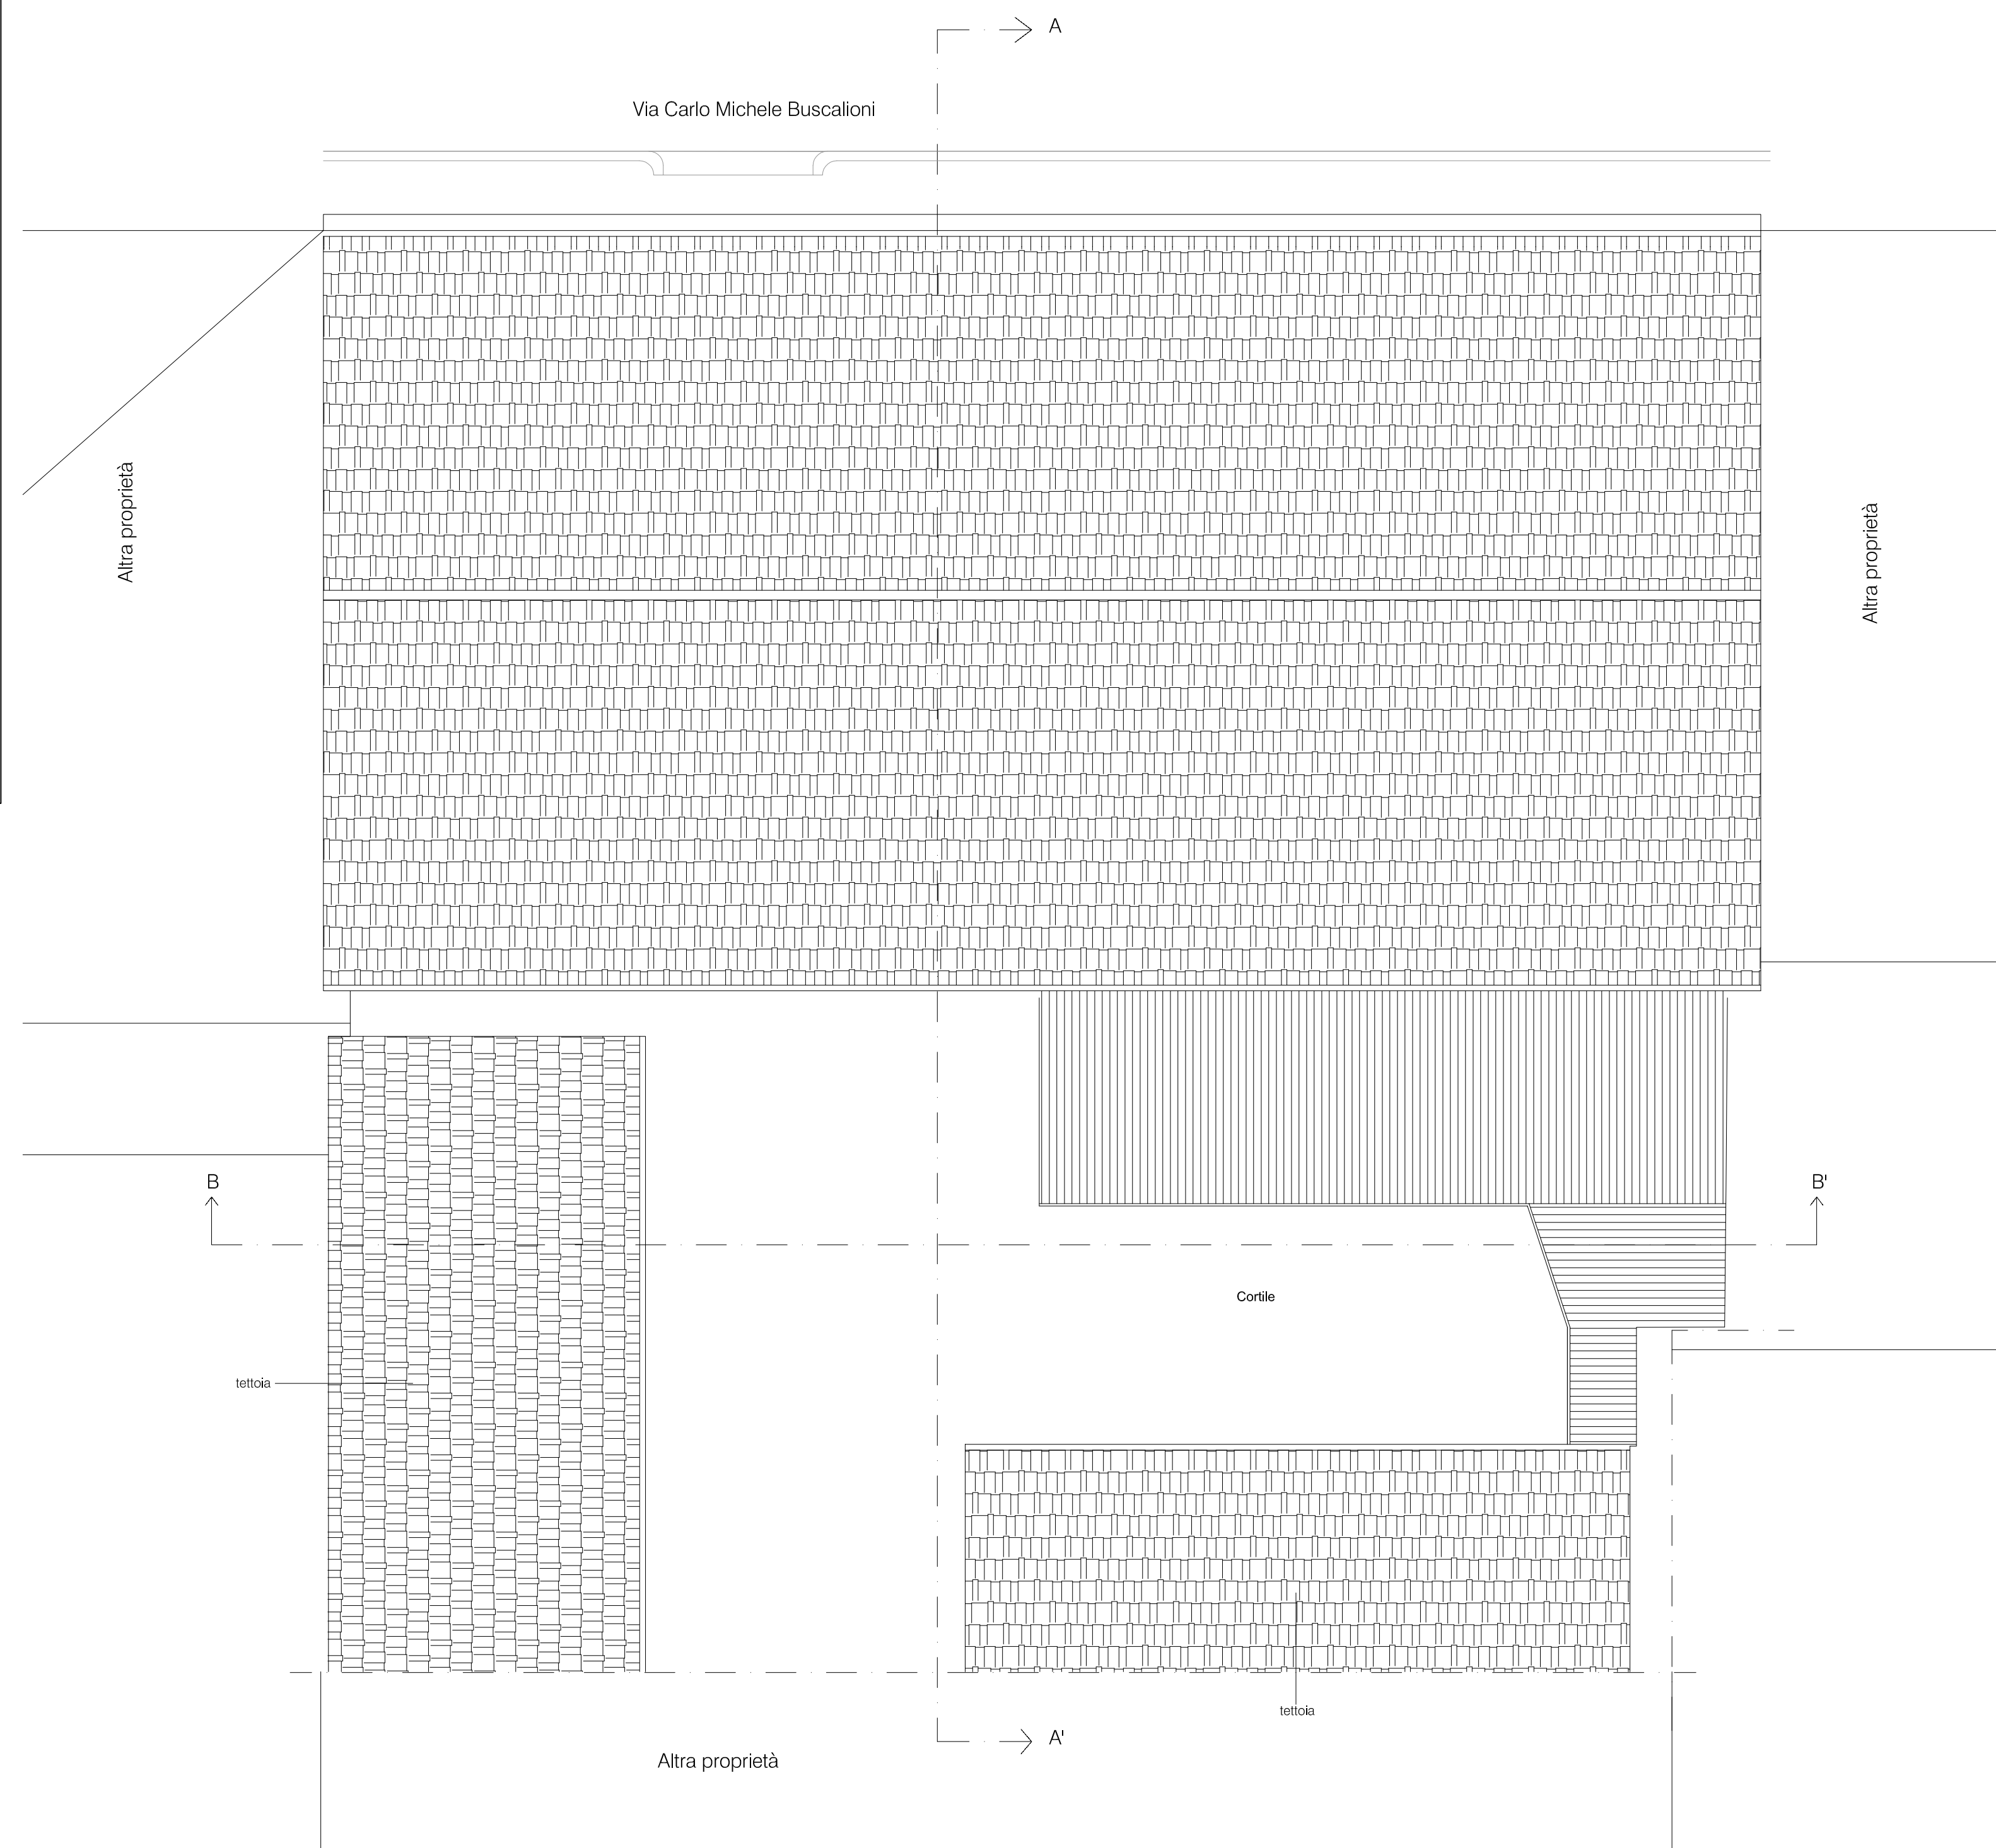 A
Via Carlo Michele Buscalioni
Altra proprietà
Altra proprietà
B
B'
Cortile
tettoia
tettoia
A'
Altra proprietà